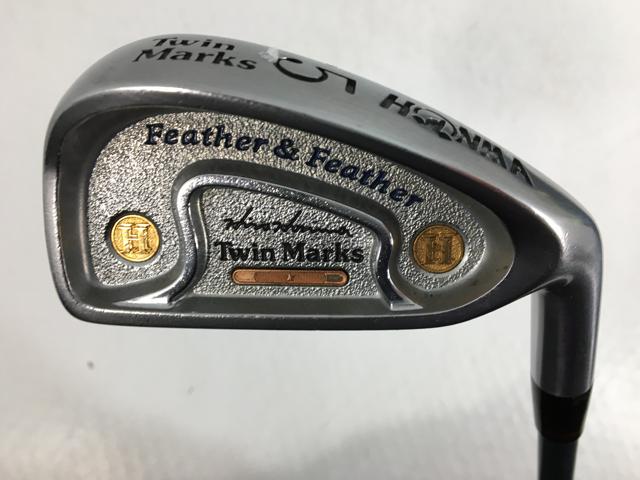 Twin
Marks
5
HONMA
Feather & Feather
H
H
Twin Marks